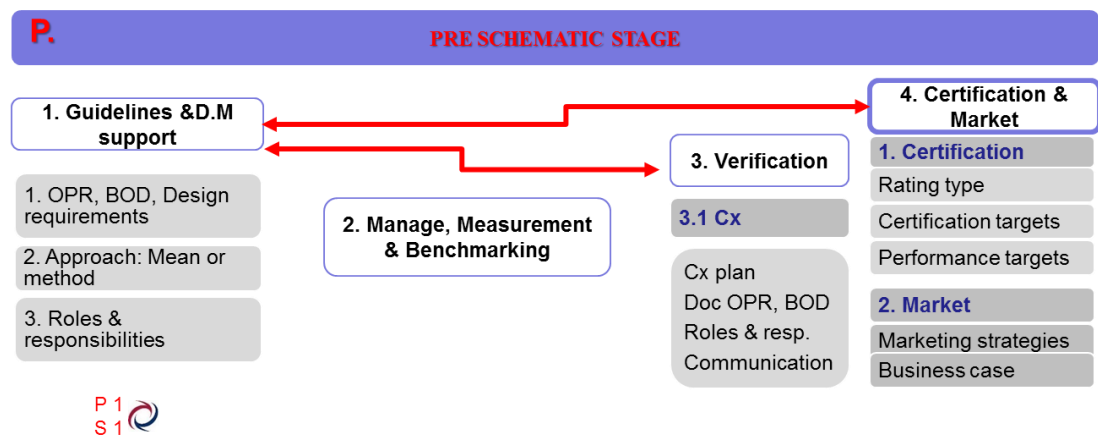 P.
PRE SCHEMATIC STAGE
1. Guidelines &D.M
support
1. OPR, BOD, Design
requirements
2. Approach: Mean or
method
3. Roles &
responsibilities
P 1
S 1
2. Manage, Measurement
& Benchmarking
3. Verification
3.1 Cx
Cx plan
Doc OPR, BOD
Roles & resp.
Communication
4. Certification &
Market
1. Certification
Rating type
Certification targets
Performance targets
2. Market
Marketing strategies
Business case